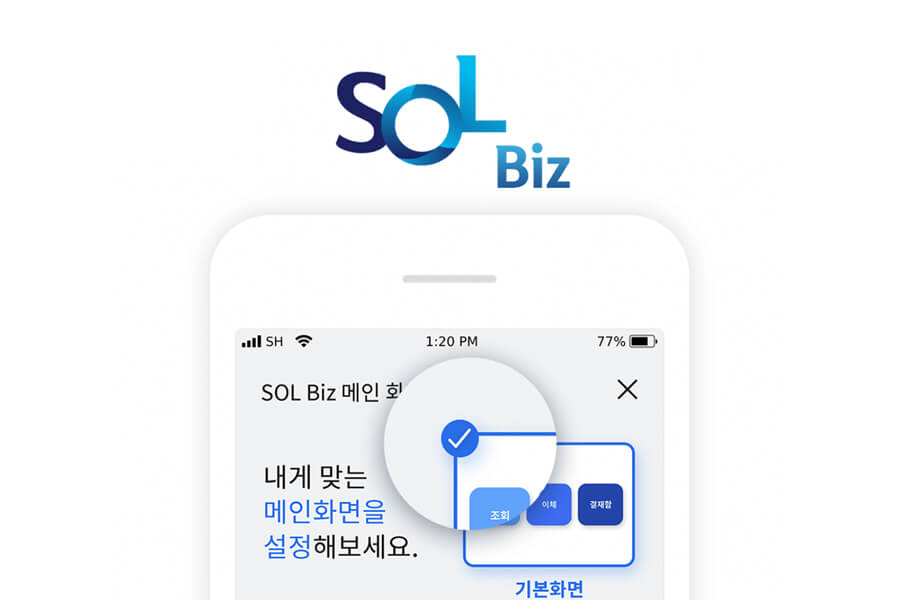 SOL
Biz
SH 1:20 PM 77%
SOL Biz 메인 화
내게 맞는
메인화면을
설정해보세요.
조회 이체 결재함
기본화면